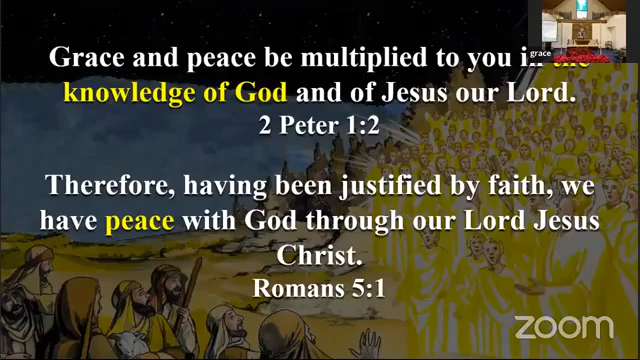 Grace and peace be multiplied to you in the
knowledge of God and of Jesus our Lord.
2 Peter 1:2
Therefore, having been justified by faith, we
have peace with God through our Lord Jesus
Christ.
Romans 5:1
grace
zoom